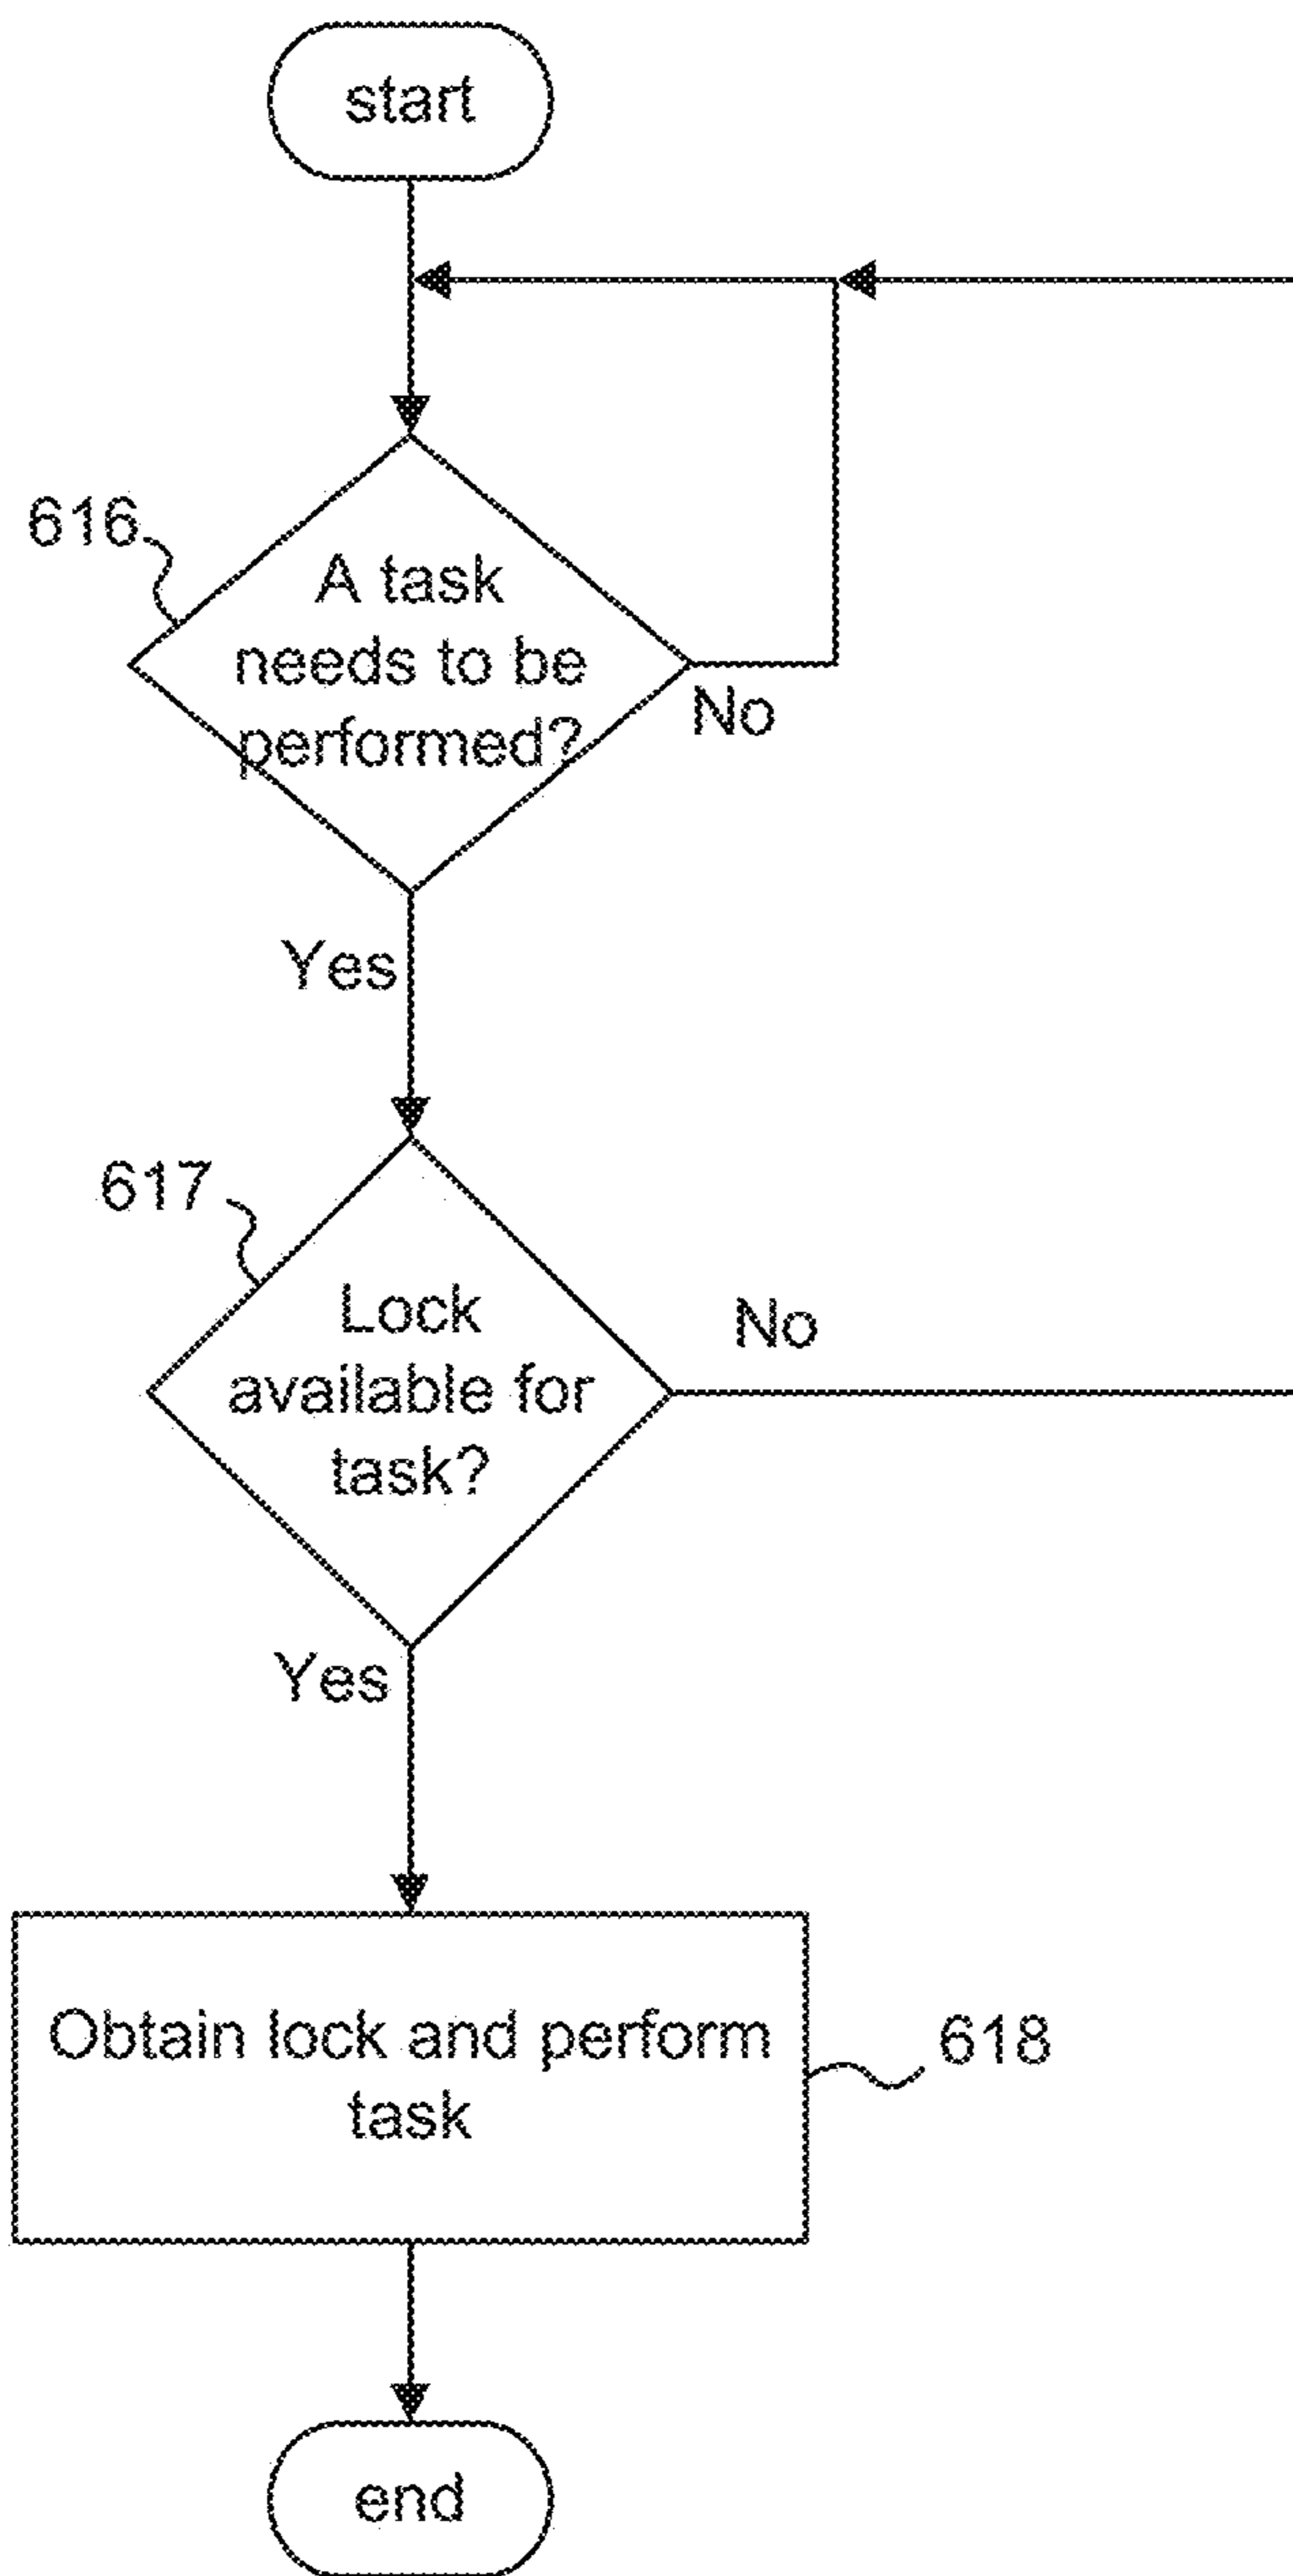 start
616
A task
needs to be
performed?
No
Yes
617
Lock
available for
task?
No
Yes
Obtain lock and perform
task
618
end